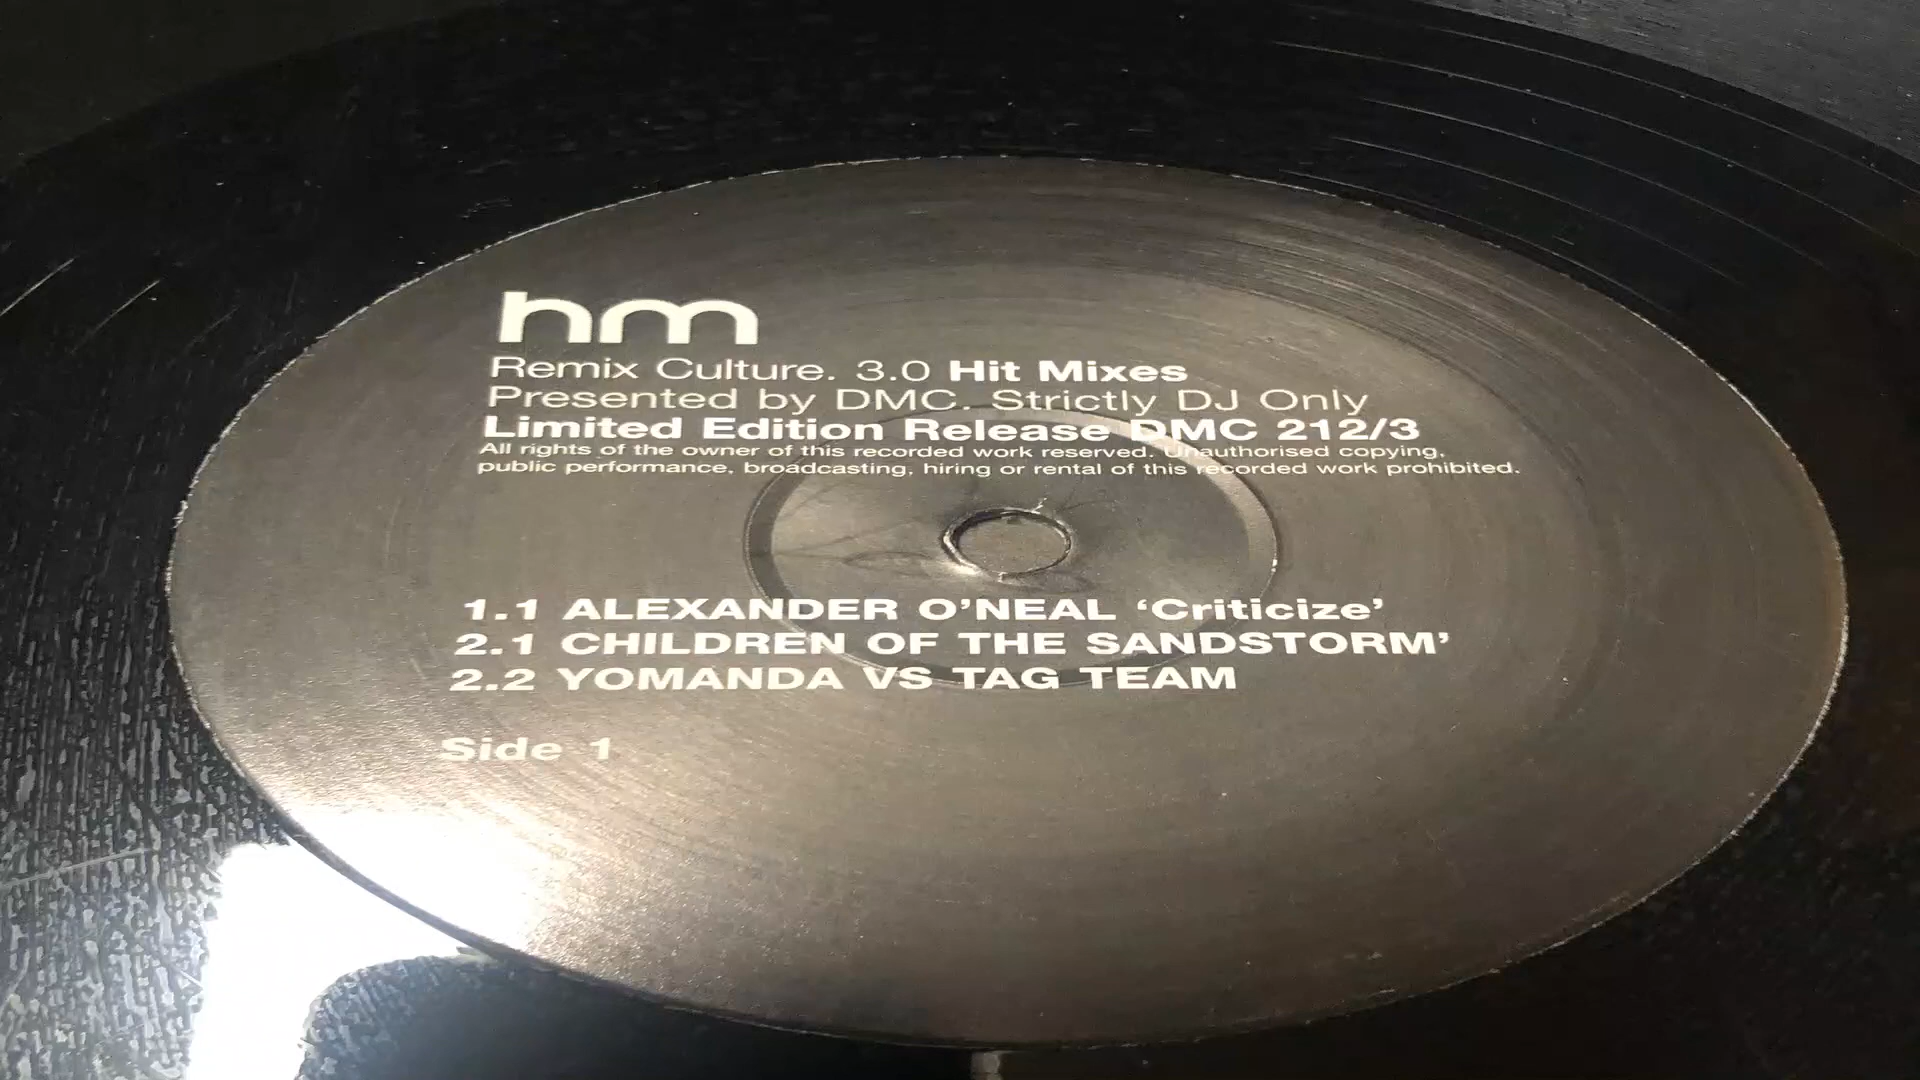 hm
Remix Culture. 3.0 Hit Mixes
Presented by DMC. Strictly DJ Only
Limited Edition Release DMC 212/3
All rights of the owner of this recorded work reserved. Unauthorised copying,
public performance, broadcasting, hiring or rental of this recorded work prohibited.
1.1 ALEXANDER O'NEAL ‘Criticize’
2.1 CHILDREN OF THE SANDSTORM’
2.2 YOMANDA VS TAG TEAM
Side 1